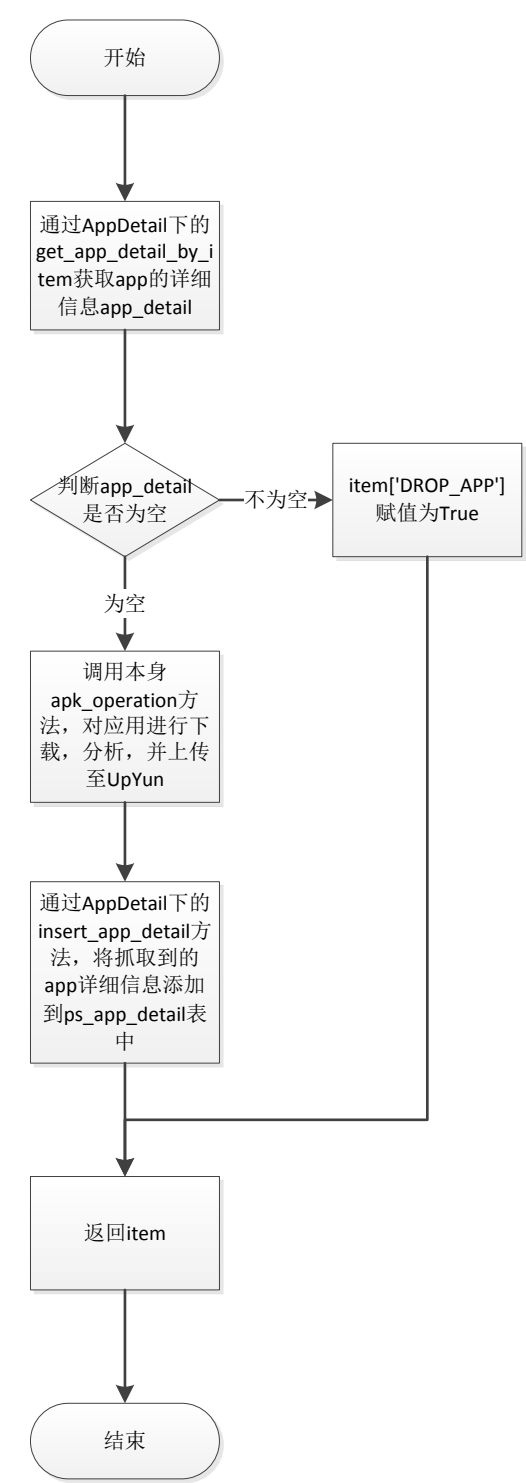 开始
通过AppDetail下的
get_app_detail_by_i
tem获取app的详细
信息app_detail
判断app_detail
是否为空
不为空
item['DROP_APP']
赋值为True
为空
调用本身
apk_operation方
法，对应用进行下
载，分析，并上传
至UpYun
通过AppDetail下的
insert_app_detail方
法，将抓取到的
app详细信息添加
到ps_app_detail表
中
返回item
结束